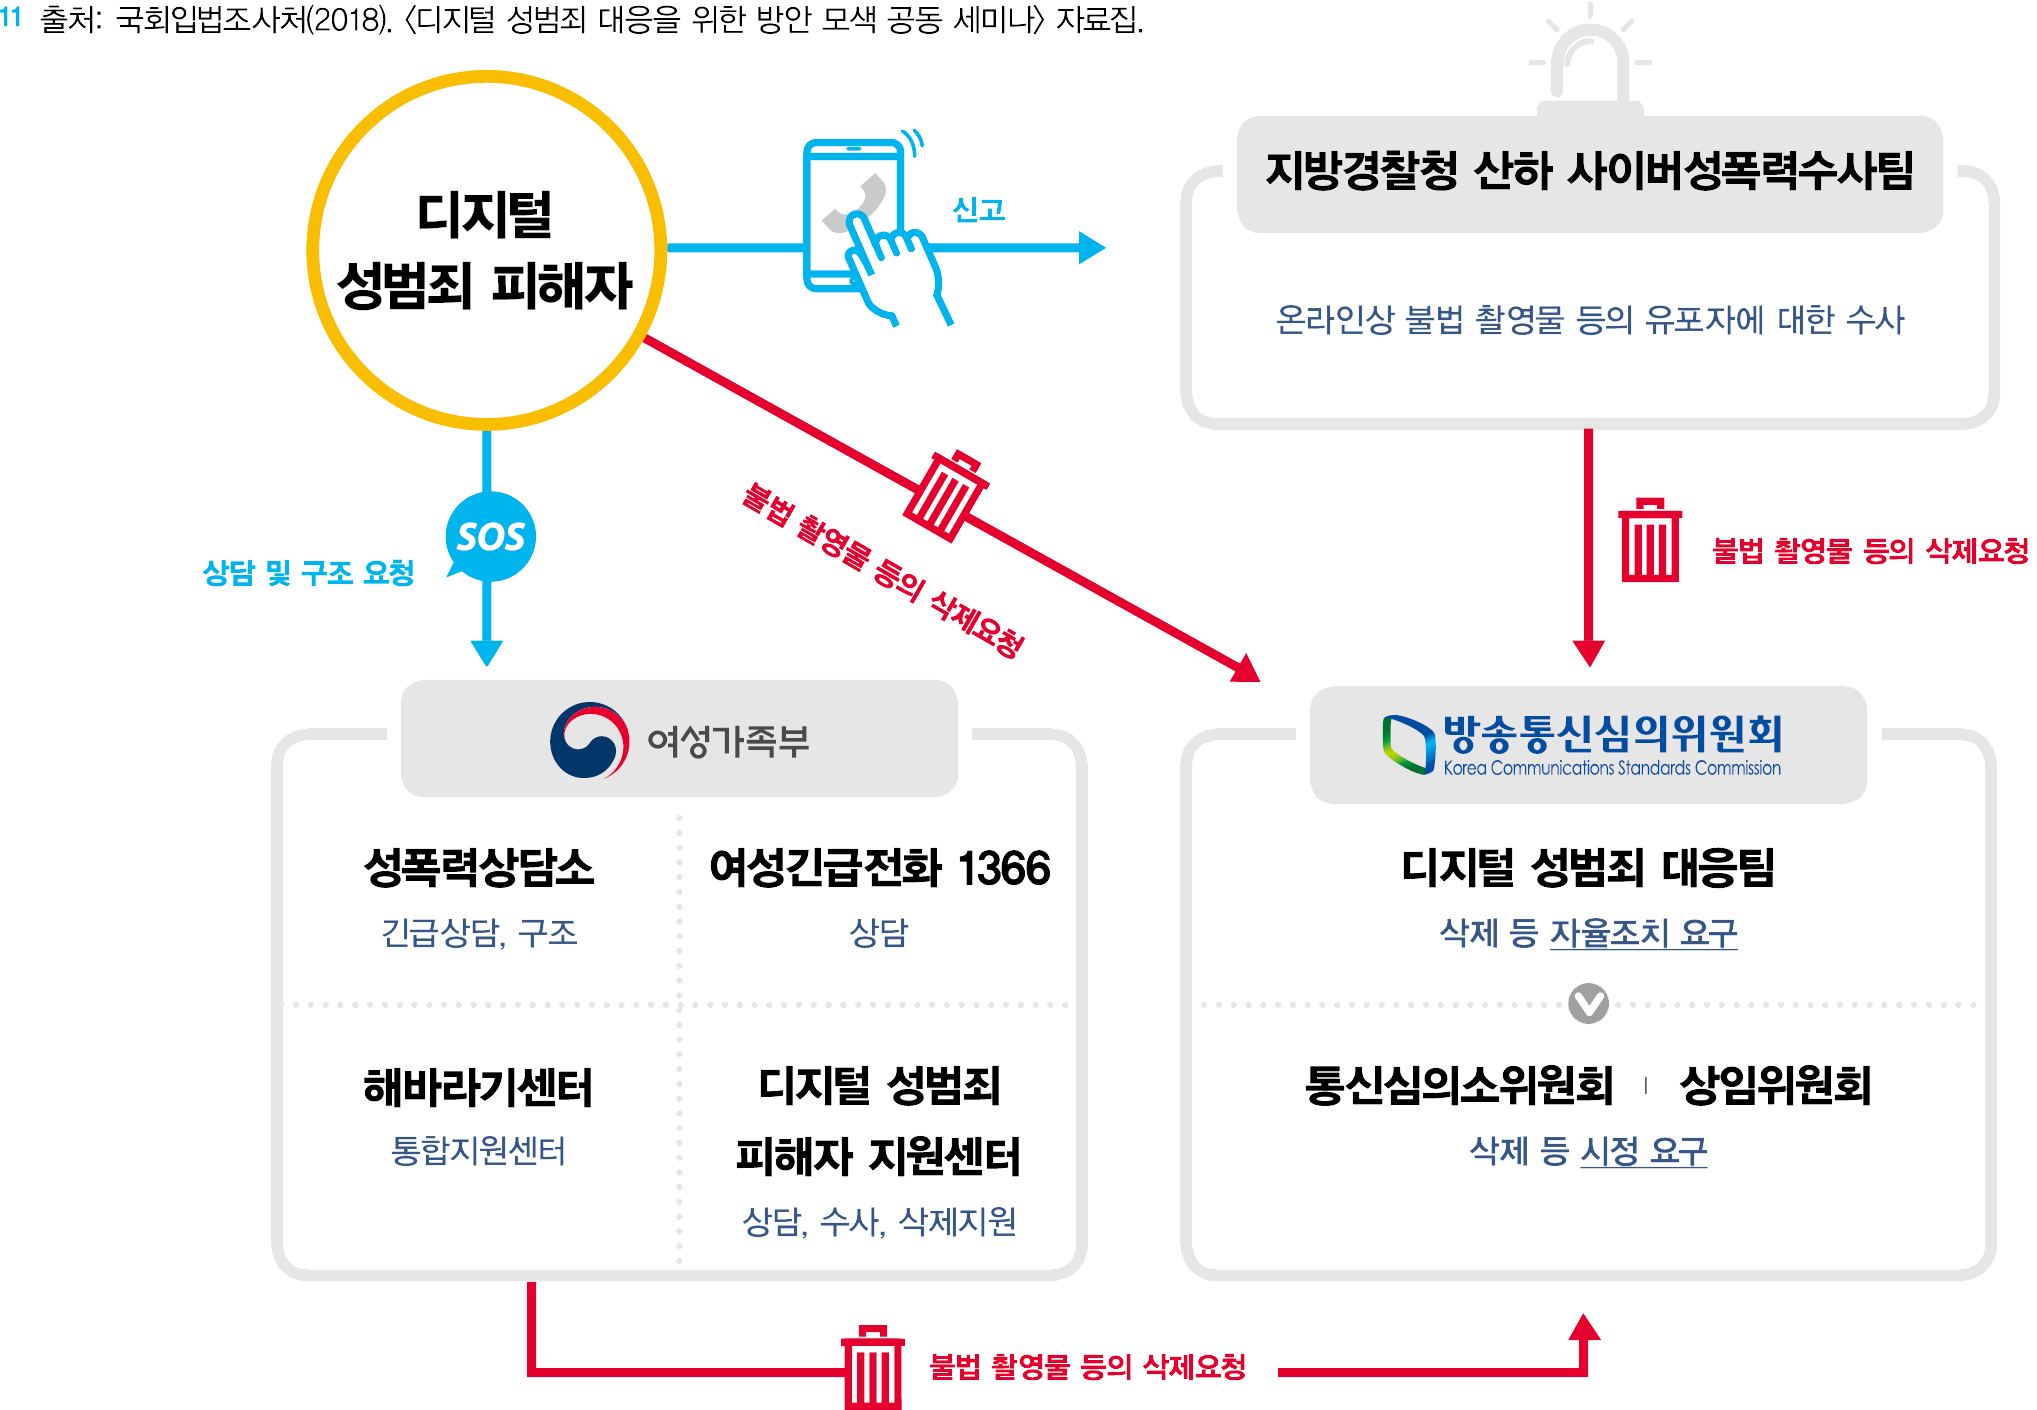 11 출처: 국회입법조사처(2018). 〈디지털 성범죄 대응을 위한 방안 모색 공동 세미나〉 자료집.
디지털
성범죄 피해자
신고
지방경찰청 산하 사이버성폭력수사팀
온라인상 불법 촬영물 등의 유포자에 대한 수사
SOS
상담 및 구조 요청
불법 촬영물 등의 삭제요청
불법 촬영물 등의 삭제요청
여성가족부
성폭력상담소
긴급상담, 구조
여성긴급전화 1366
상담
해바라기센터
통합지원센터
디지털 성범죄
피해자 지원센터
상담, 수사, 삭제지원
방송통신심의위원회
Korea Communications Standards Commission
디지털 성범죄 대응팀
삭제 등 자율조치 요구
통신심의소위원회 | 상임위원회
삭제 등 시정 요구
불법 촬영물 등의 삭제요청